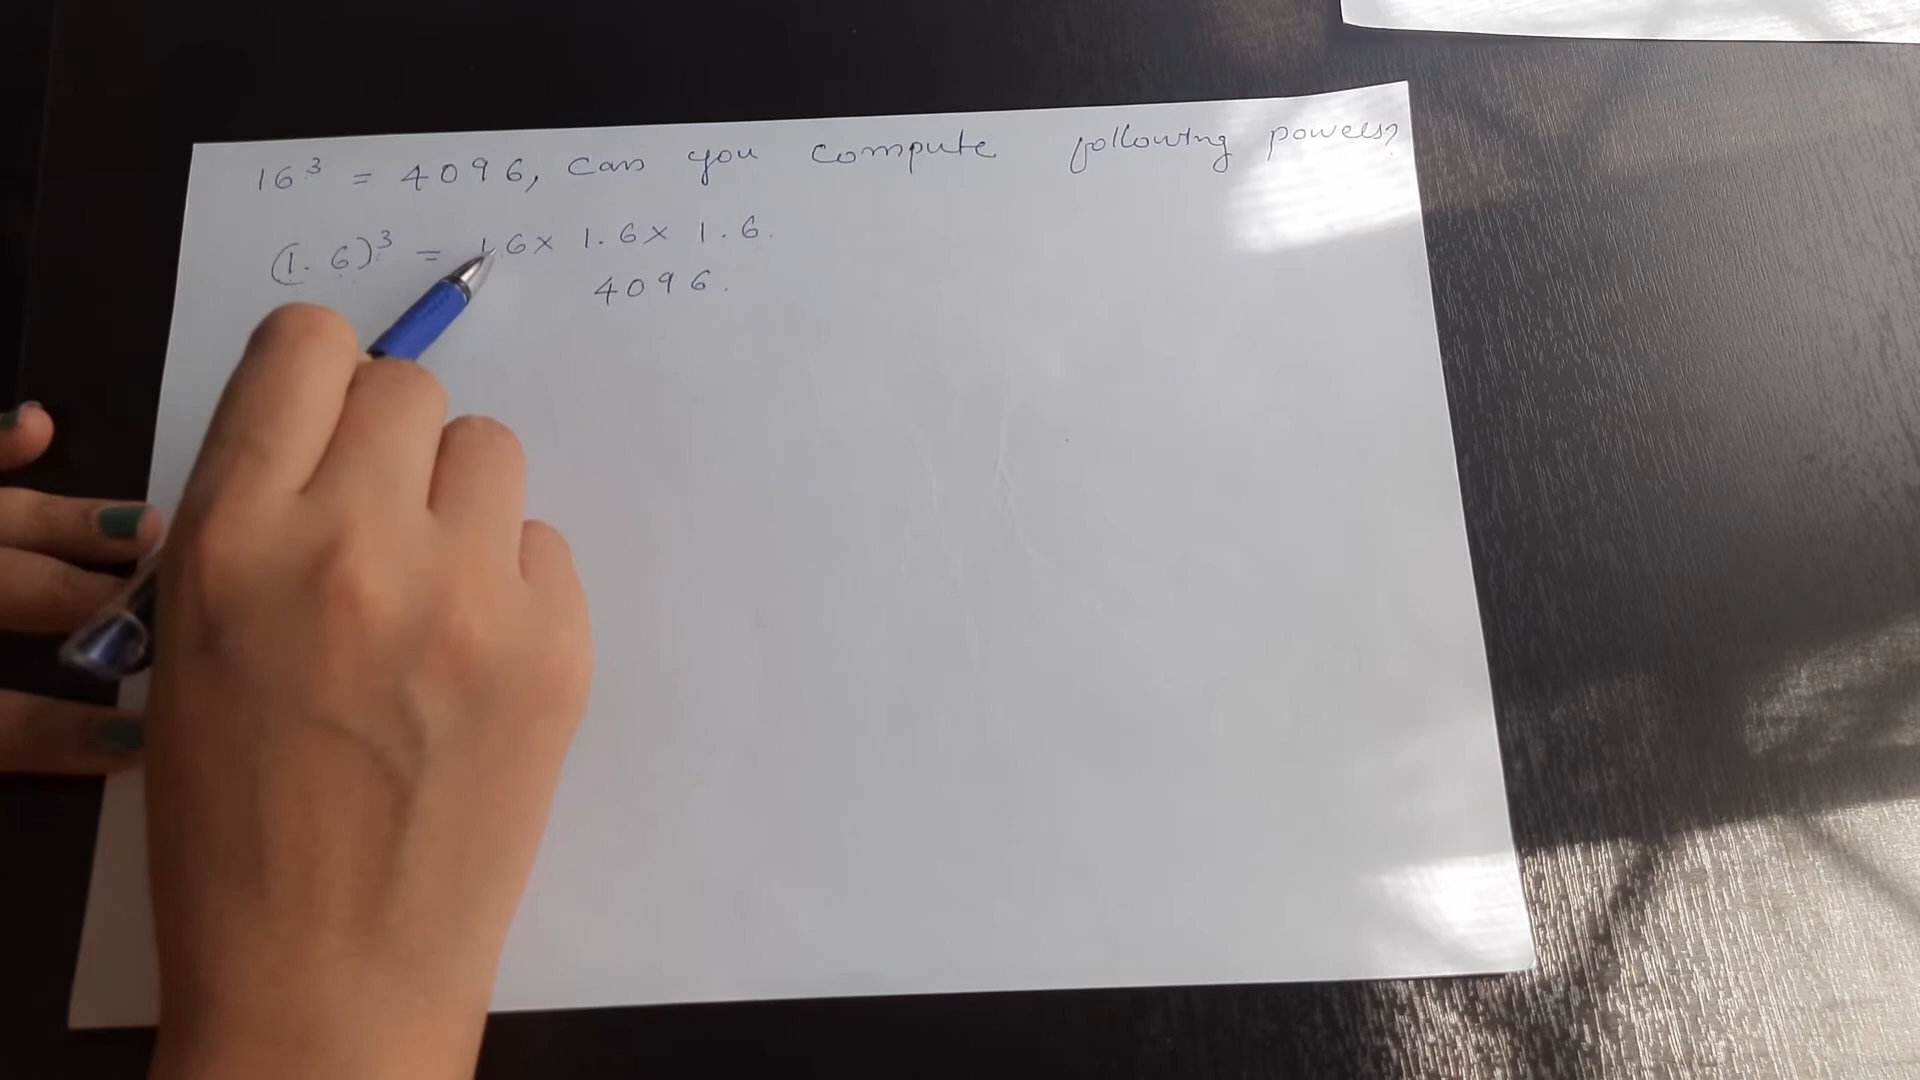 16³ = 4096, Can you compute following powers?
(1.6)³ = 1.6 × 1.6 × 1.6.
4096.